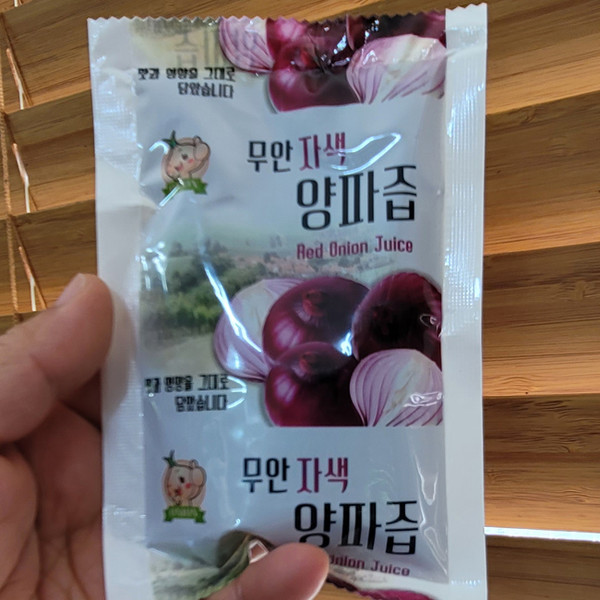 맛과 영양을 그대로
담았습니다
무안 자색
양파즙
Red Onion Juice
맛과 영양을 그대로
담았습니다
무안 자색
양파즙
Onion Juice